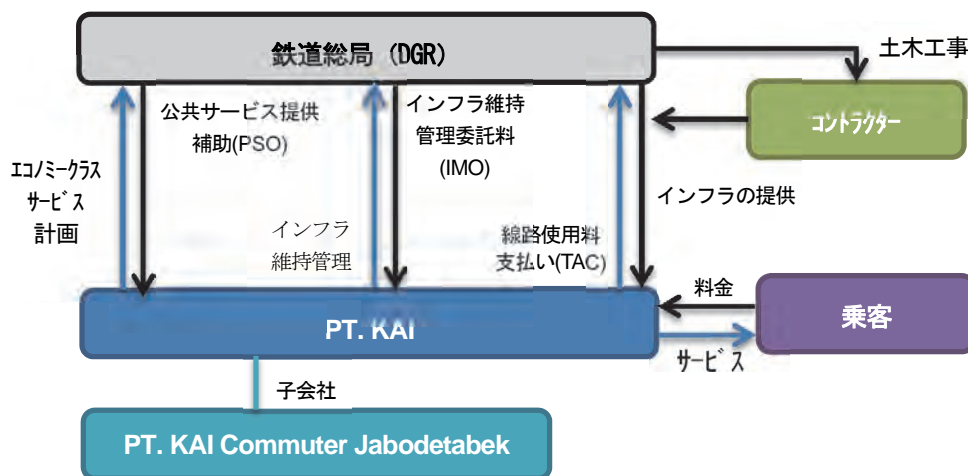 鉄道総局 (DGR)
土木工事
コントラクター
公共サービス提供
補助(PSO)
インフラ維持
管理委託料
(IMO)
エコノミークラス
サービス
計画
インフラ
維持管理
線路使用料
支払い(TAC)
インフラの提供
料金
PT. KAI
乗客
サービス
子会社
PT. KAI Commuter Jabodetabek